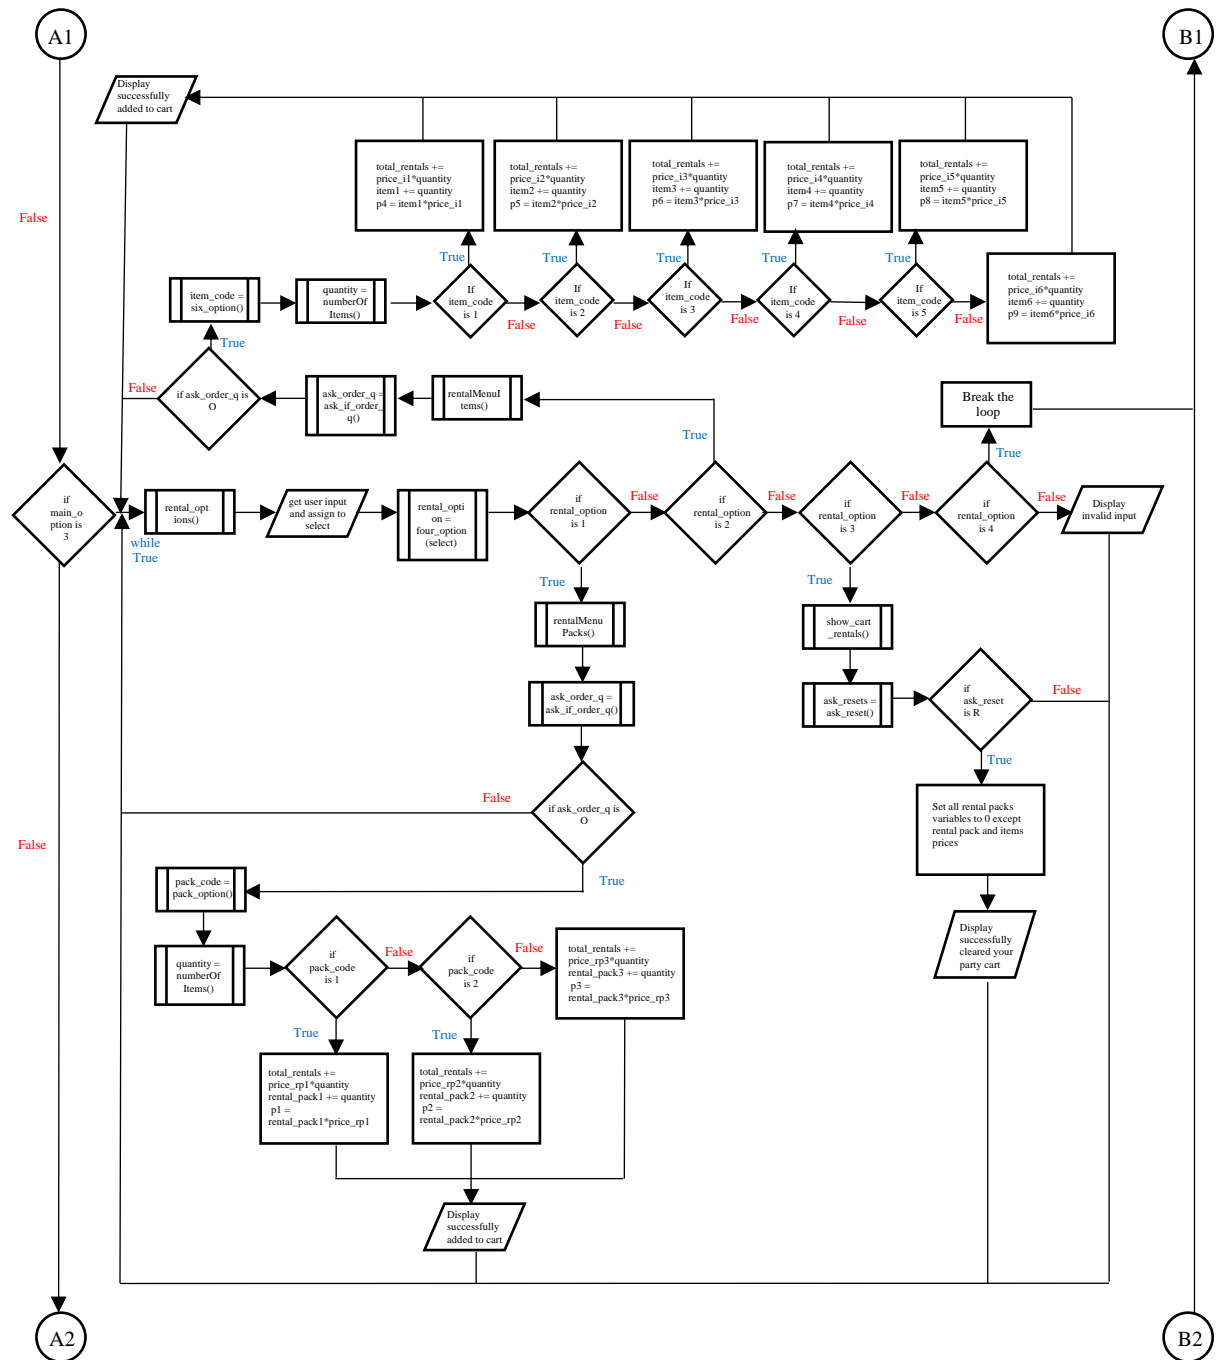 A1
B1
Display
successfully
added to cart
total_rentals +=
price_i1*quantity
item1 += quantity
p4 = item1*price_i1
total_rentals +=
price_i2*quantity
item2 += quantity
p5 = item2*price_i2
total_rentals +=
price_i3*quantity
item3 += quantity
p6 = item3*price_i3
total_rentals +=
price_i4*quantity
item4 += quantity
p7 = item4*price_i4
total_rentals +=
price_i5*quantity
item5 += quantity
p8 = item5*price_i5
False
True
True
True
True
True
item_code =
six_option()
quantity =
numberOf
Items()
If
item_code
is 1
If
item_code
is 2
If
item_code
is 3
If
item_code
is 4
If
item_code
is 5
total_rentals +=
price_i6*quantity
item6 += quantity
p9 = item6*price_i6
False
False
False
False
False
True
False
if ask_order_q is
O
ask_order_q =
ask_if_order_
q()
rentalMenuI
tems()
Break the
loop
True
True
if
main_o
ption is
3
while
True
rental_opt
ions()
get user input
and assign to
select
rental_opti
on =
four_option
(select)
if
rental_option
is 1
False
if
rental_option
is 2
False
if
rental_option
is 3
False
if
rental_option
is 4
False
Display
invalid input
True
True
rentalMenu
Packs()
show_cart
_rentals()
ask_order_q =
ask_if_order_q()
ask_resets =
ask_reset()
if
ask_reset
is R
False
True
False
if ask_order_q is
O
Set all rental packs
variables to 0 except
rental pack and items
prices
False
True
pack_code =
pack_option()
quantity =
numberOf
Items()
if
pack_code
is 1
False
if
pack_code
is 2
False
total_rentals +=
price_rp3*quantity
rental_pack3 += quantity
p3 =
rental_pack3*price_rp3
Display
successfully
cleared your
party cart
True
True
total_rentals +=
price_rp1*quantity
rental_pack1 += quantity
p1 =
rental_pack1*price_rp1
total_rentals +=
price_rp2*quantity
rental_pack2 += quantity
p2 =
rental_pack2*price_rp2
Display
successfully
added to cart
A2
B2